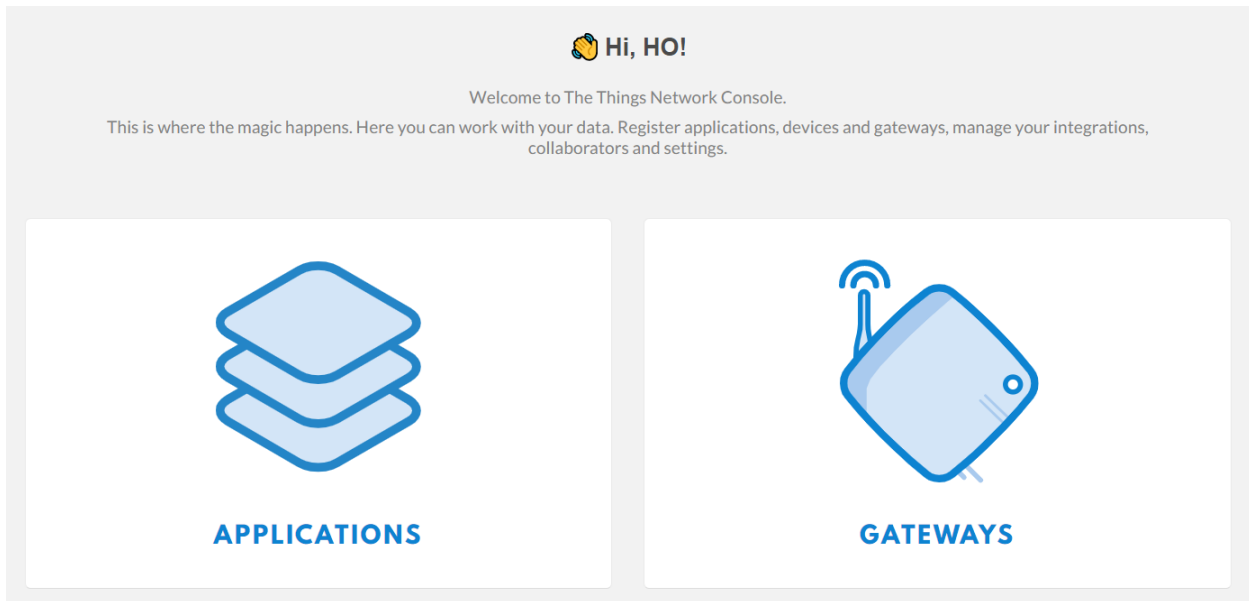 👋 Hi, HO!
Welcome to The Things Network Console.
This is where the magic happens. Here you can work with your data. Register applications, devices and gateways, manage your integrations,
collaborators and settings.
APPLICATIONS
GATEWAYS